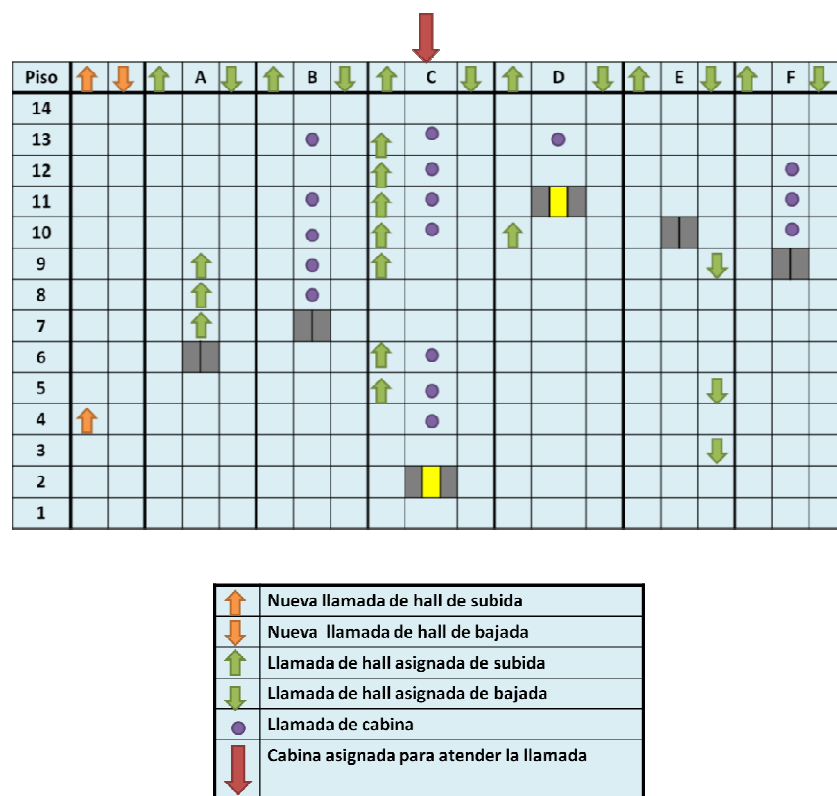 Piso A B C D E F
14
13
12
11
10
9
8
7
6
5
4
3
2
1
Nueva llamada de hall de subida
Nueva llamada de hall de bajada
Llamada de hall asignada de subida
Llamada de hall asignada de bajada
Llamada de cabina
Cabina asignada para atender la llamada